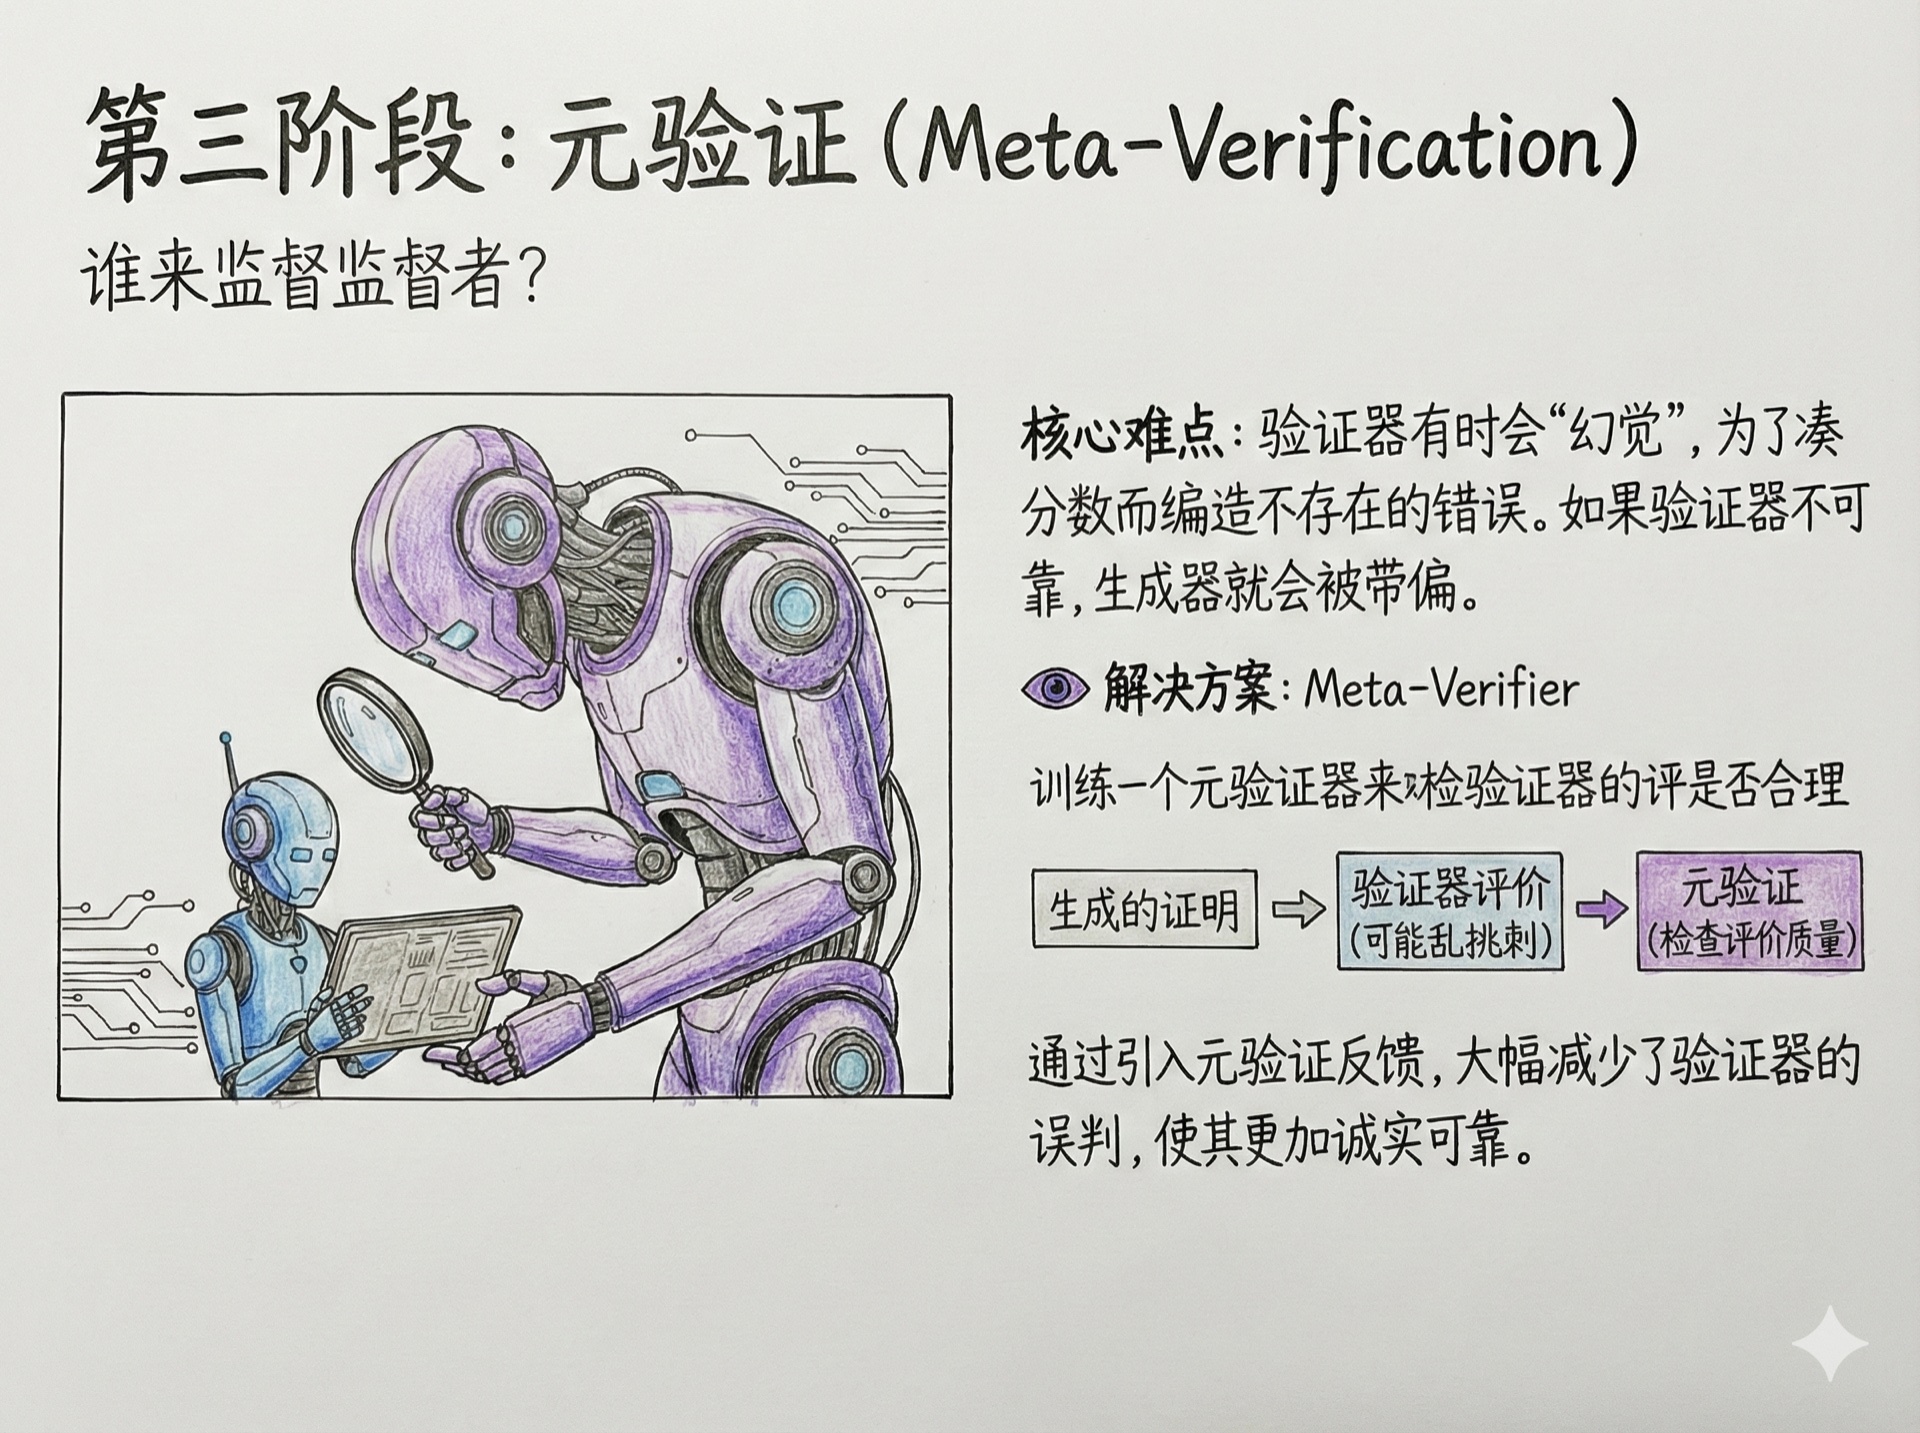 第三阶段：元验证（Meta-Verification）
谁来监督监督者？
核心难点：验证器有时会“幻觉”，为了凑
分数而编造不存在的错误。如果验证器不可
靠，生成器就会被带偏。
解决方案：Meta-Verifier
训练一个元验证器来检验证器的评是否合理
生成的证明
验证器评价
（可能乱挑刺）
元验证
（检查评价质量）
通过引入元验证反馈，大幅减少了验证器的
误判，使其更加诚实可靠。